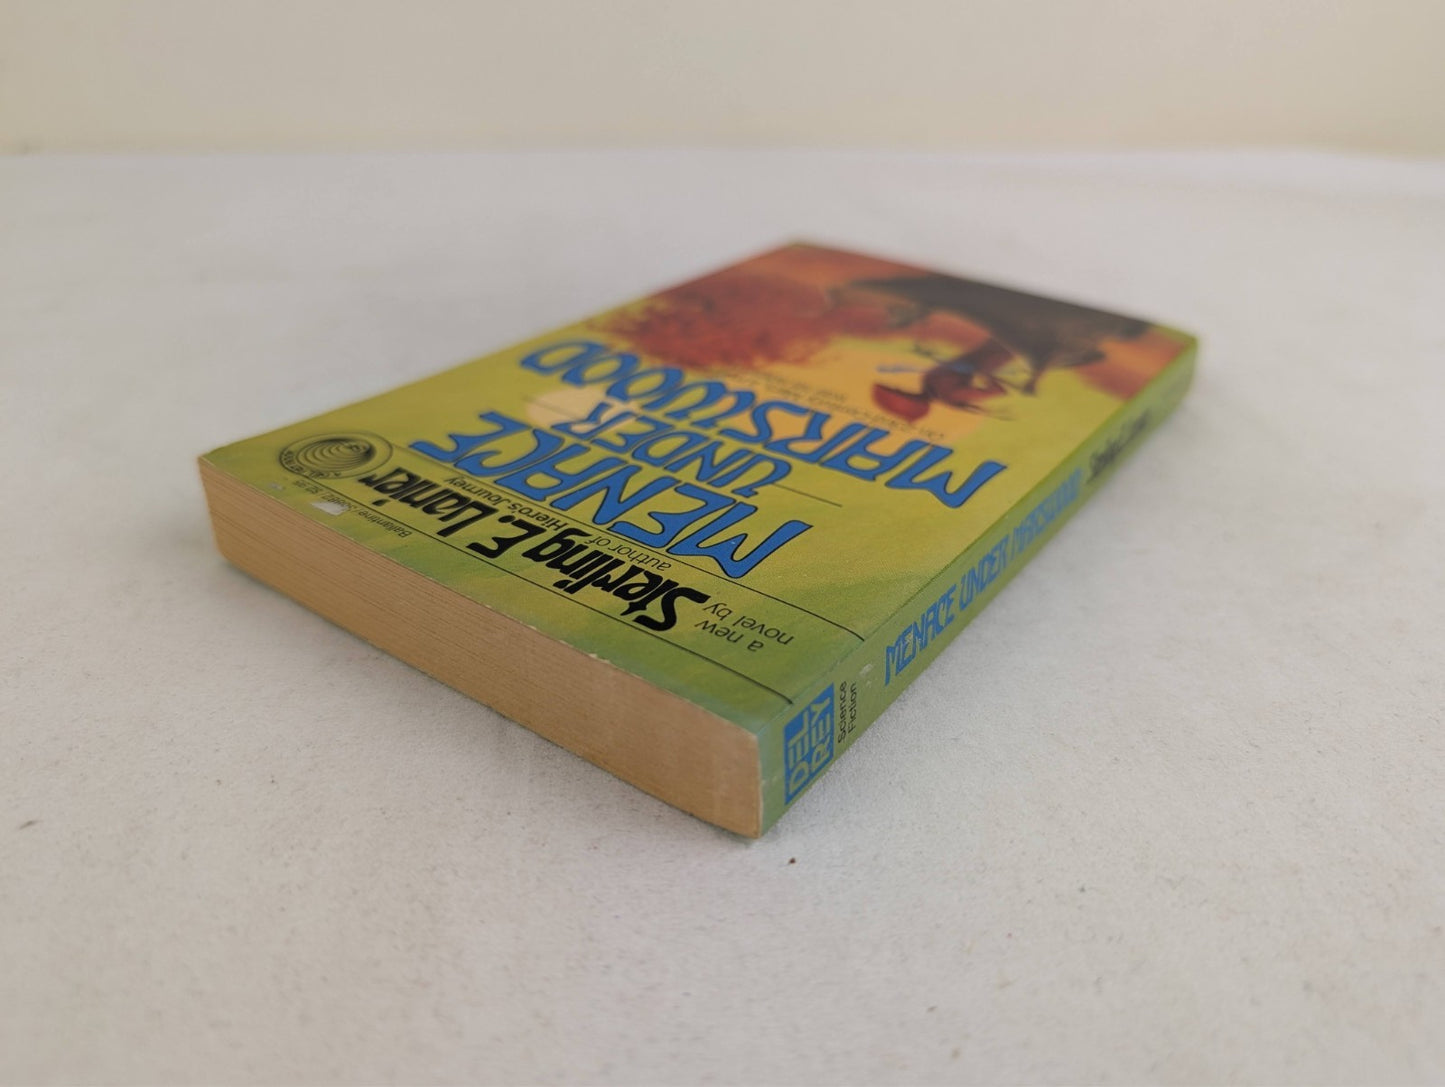 a new
novel by
Sterling E. Lanier
author of
Hiero's Journey
MENACE
UNDER
MARSWOOD
DEL
REY
Science
Fiction
MENACE UNDER MARSWOOD